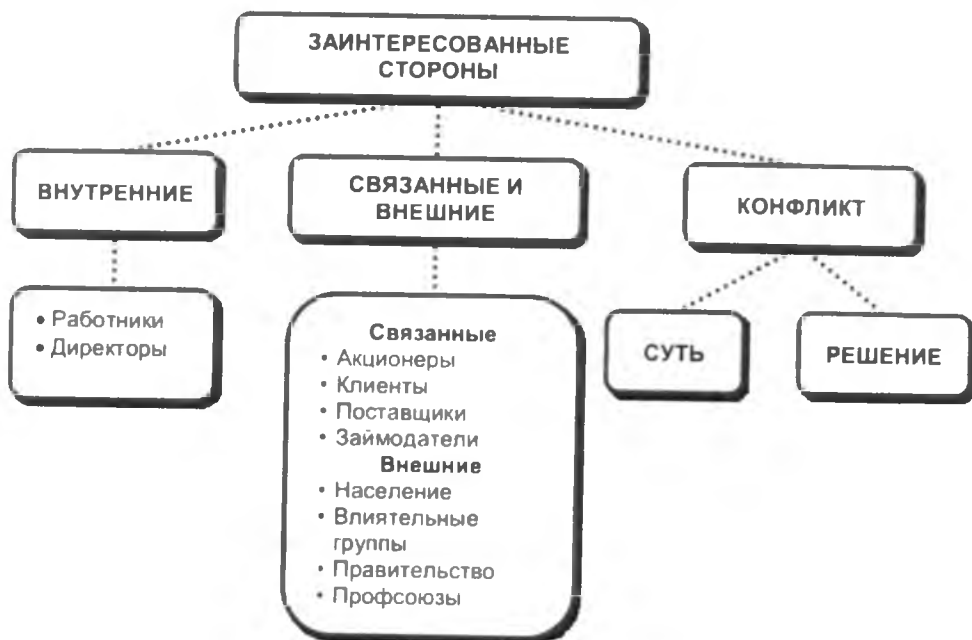 ЗАИНТЕРЕСОВАННЫЕ
СТОРОНЫ
ВНУТРЕННИЕ
СВЯЗАННЫЕ И
ВНЕШНИЕ
КОНФЛИКТ
• Работники
• Директоры
Связанные
• Акционеры
• Клиенты
• Поставщики
• Займодатели
Внешние
• Население
• Влиятельные
группы
• Правительство
• Профсоюзы
СУТЬ
РЕШЕНИЕ